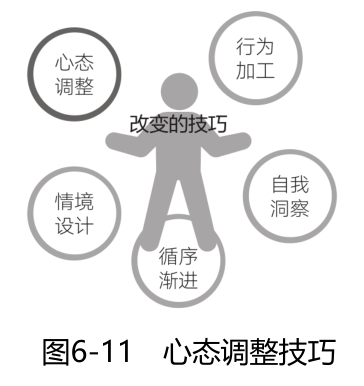 心态
调整
行为
加工
改变的技巧
情境
设计
自我
洞察
循序
渐进
图6-11 心态调整技巧